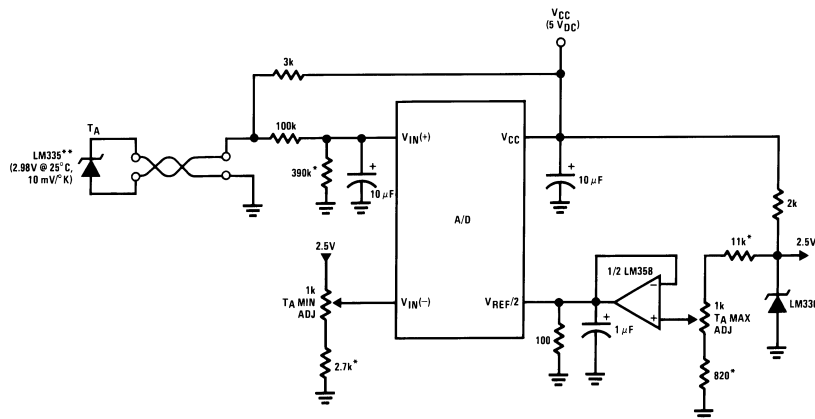 VCC
(5 VDC)
3k
TA
LM335**
(2.98V @ 25°C,
10 mV/°K)
100k
390k*
+
10 μF
VIN(+)
VCC
A/D
+
10 μF
2k
11k*
2.5V
2.5V
1k
TA MIN
ADJ
VIN(−)
2.7k*
1/2 LM358
−
+
VREF/2
100
+
1 μF
1k
TA MAX
ADJ
820*
LM336